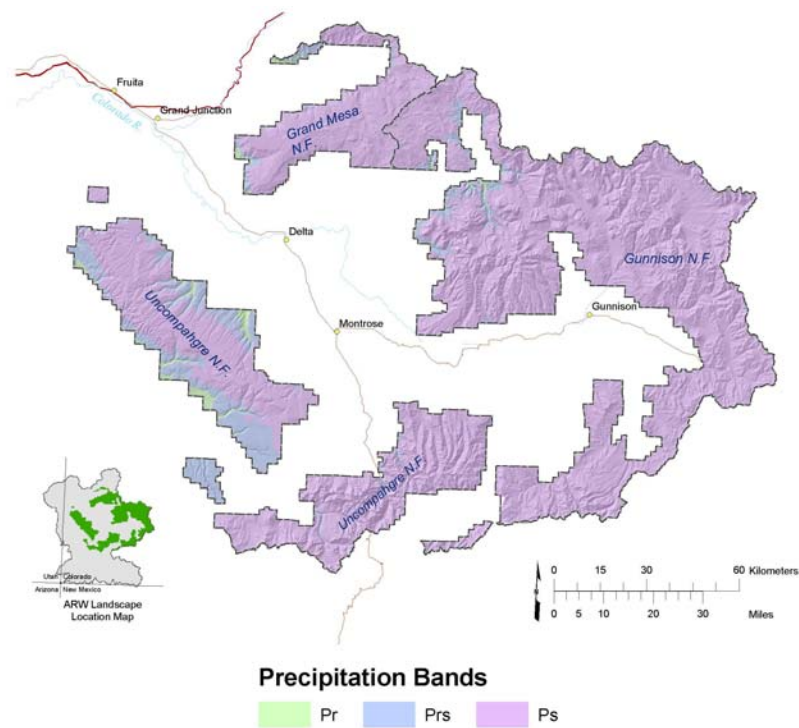 Fruita
Grand Junction
Colorado R.
Grand Mesa
N.F.
Delta
Gunnison N.F.
Uncompahgre N.F.
Gunnison
Montrose
Uncompahgre N.F.
Utah Colorado
Arizona New Mexico
ARW Landscape
Location Map
N
0 15 30 60 Kilometers
0 5 10 20 30 Miles
Precipitation Bands
Pr Prs Ps